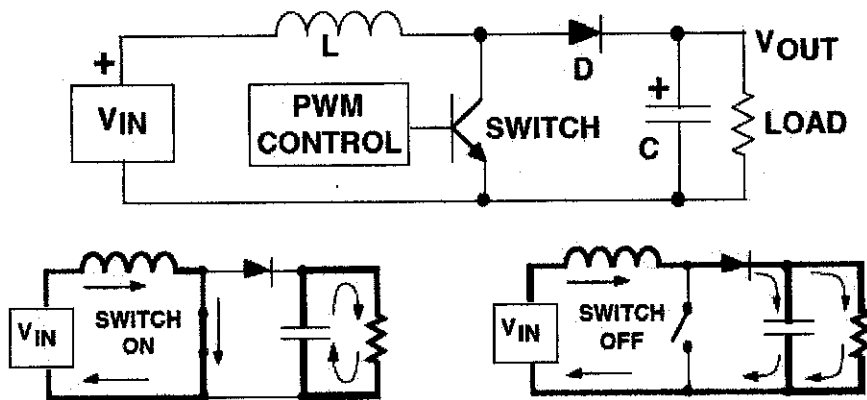 L
+
D
VOUT
VIN
PWM
CONTROL
SWITCH
+
C
LOAD
VIN
SWITCH
ON
VIN
SWITCH
OFF